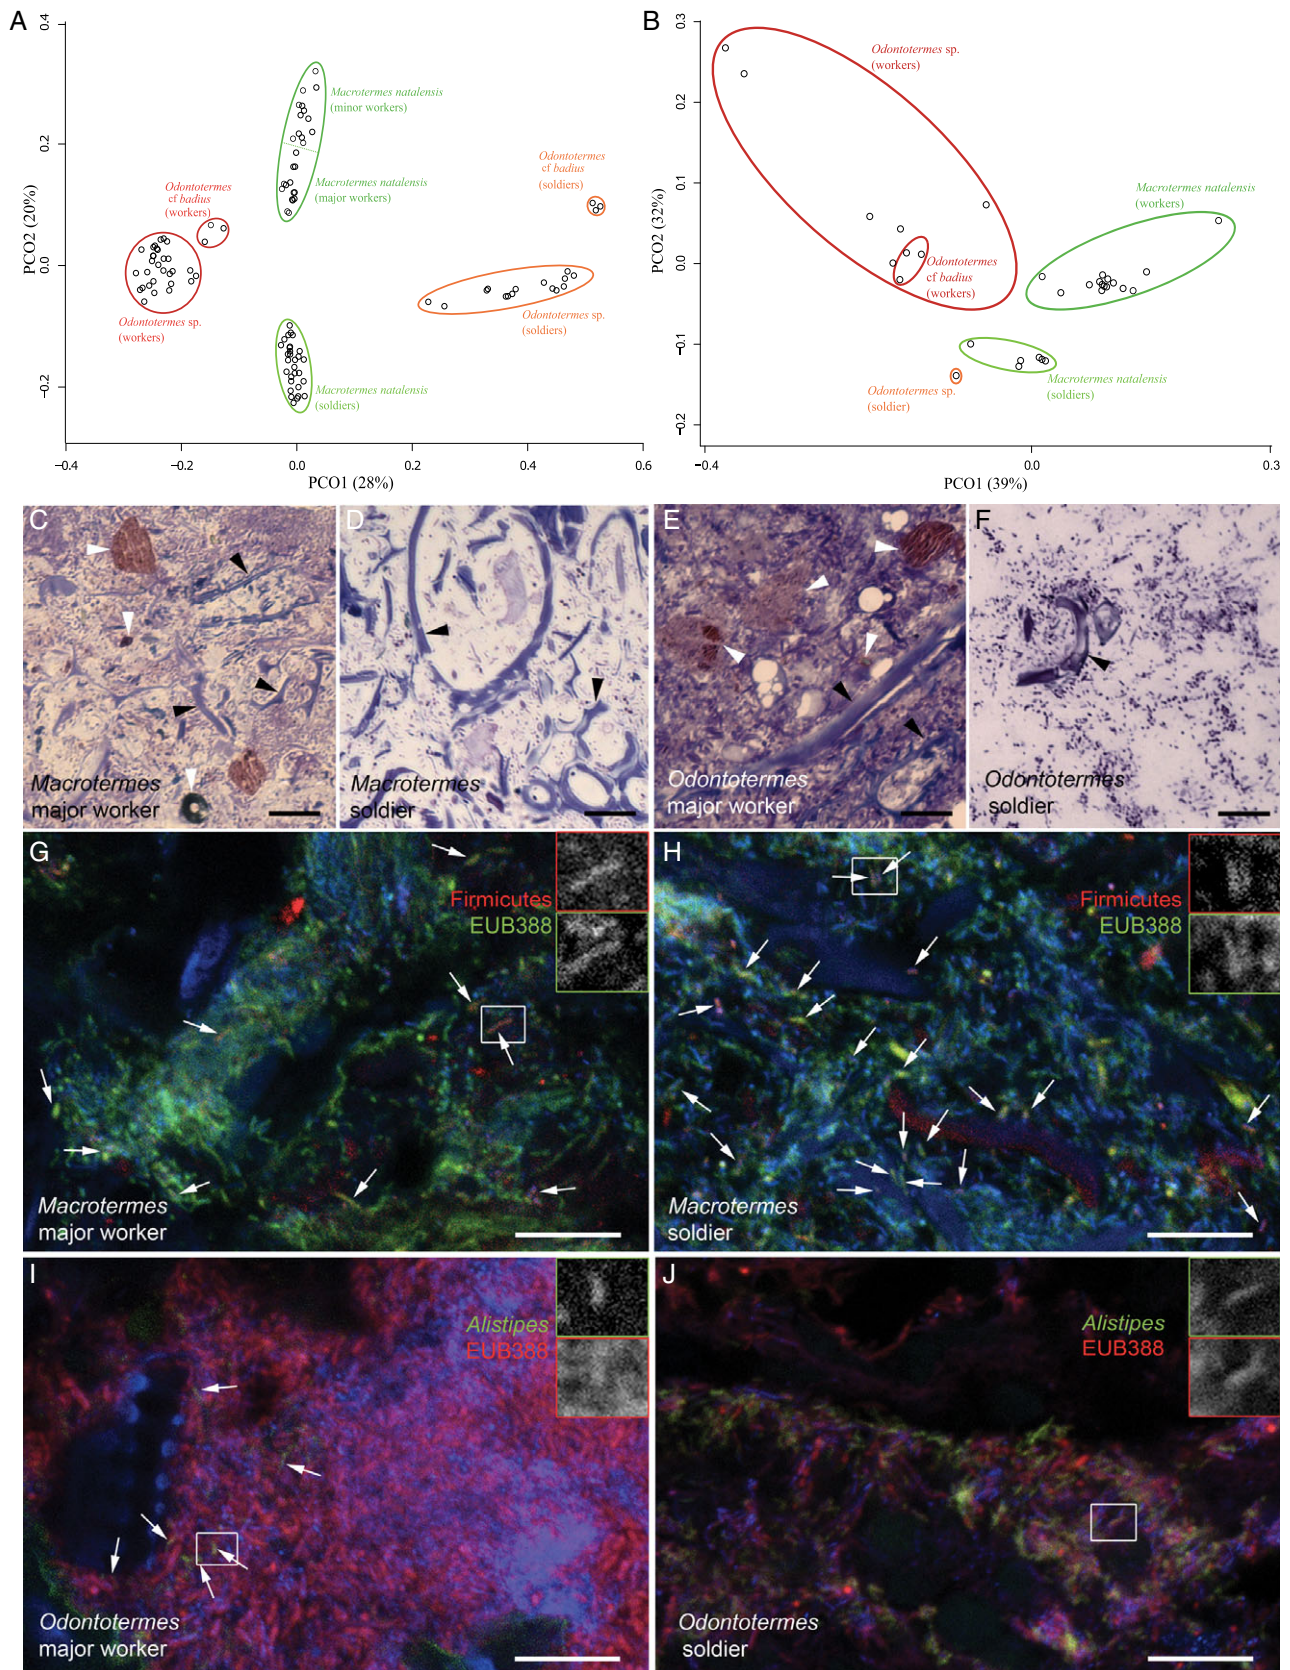 A
0.4
0.2
0.0
−0.2
PCO2 (20%)
−0.4
−0.2
0.0
0.2
0.4
0.6
PCO1 (28%)
Macrotermes natalensis
(minor workers)
Macrotermes natalensis
(major workers)
Odontotermes
cf badius
(workers)
Odontotermes
cf badius
(soldiers)
Odontotermes sp.
(workers)
Odontotermes sp.
(soldiers)
Macrotermes natalensis
(soldiers)
B
0.3
0.2
0.1
0.0
−0.1
−0.2
PCO2 (32%)
−0.4
0.0
0.3
PCO1 (39%)
Odontotermes sp.
(workers)
Macrotermes natalensis
(workers)
Odontotermes
cf badius
(workers)
Odontotermes sp.
(soldier)
Macrotermes natalensis
(soldiers)
C
Macrotermes
major worker
D
Macrotermes
soldier
E
Odontotermes
major worker
F
Odontotermes
soldier
G
Firmicutes
EUB388
Macrotermes
major worker
H
Firmicutes
EUB388
Macrotermes
soldier
I
Alistipes
EUB388
Odontotermes
major worker
J
Alistipes
EUB388
Odontotermes
soldier